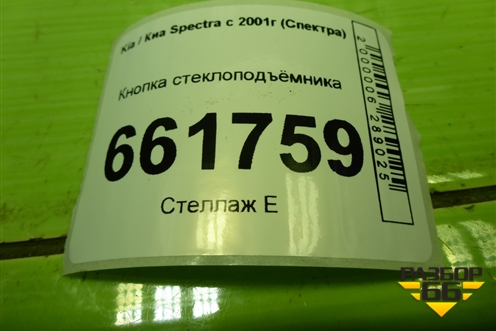 Kia / Киа Spectra с 2001г (Спектра)
Кнопка стеклоподъёмника
661759
Стеллаж Е
2000006289025
РАЗБОР
66